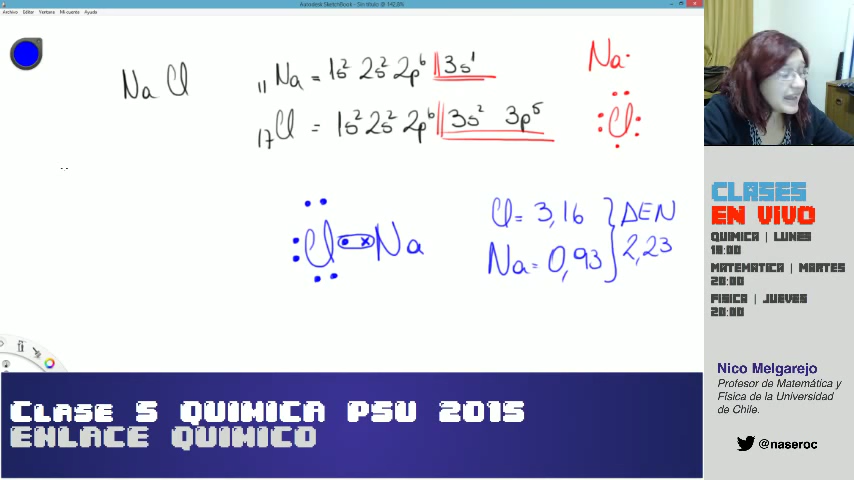 Autodesk SketchBook - Sin título @ 142,8%
Archivo Editar Ventana Mi cuenta Ayuda
Na Cl
₁₁Na = 1s² 2s² 2p⁶ || 3s¹
Na·
₁₇Cl = 1s² 2s² 2p⁶ || 3s² 3p⁵
Cl
Cl Na
Cl = 3,16
Na = 0,93
ΔEN
2,23
CLASES
EN VIVO
QUIMICA | LUNES
18:00
MATEMATICA | MARTES
20:00
FISICA | JUEVES
20:00
Nico Melgarejo
Profesor de Matemática y
Física de la Universidad
de Chile.
@naseroc
Clase 5 QUIMICA PSU 2015
ENLACE QUIMICO